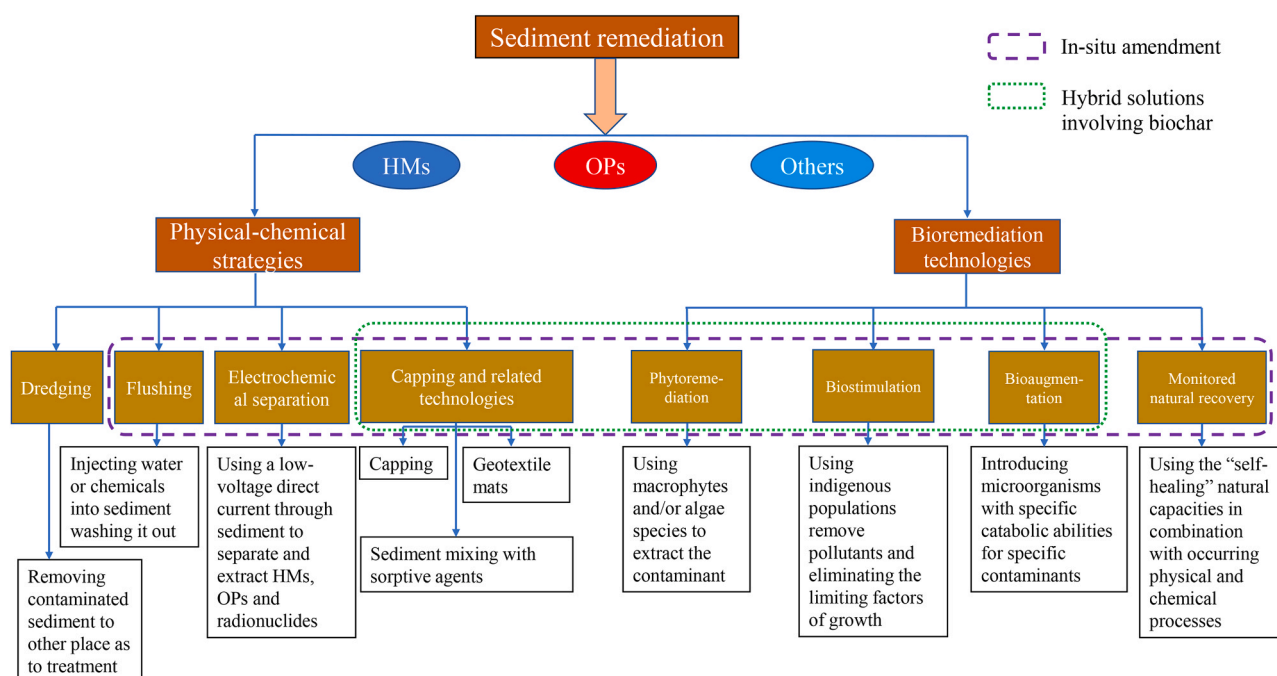 Sediment remediation
In-situ amendment
Hybrid solutions
involving biochar
HMs
OPs
Others
Physical-chemical
strategies
Bioremediation
technologies
Dredging
Flushing
Electrochemic
al separation
Capping and related
technologies
Phytoreme-
diation
Biostimulation
Bioaugmen-
tation
Monitored
natural recovery
Removing
contaminated
sediment to
other place as
to treatment
Injecting water
or chemicals
into sediment
washing it out
Using a low-
voltage direct
current through
sediment to
separate and
extract HMs,
OPs and
radionuclides
Capping
Geotextile
mats
Sediment mixing with
sorptive agents
Using
macrophytes
and/or algae
species to
extract the
contaminant
Using
indigenous
populations
remove
pollutants and
eliminating the
limiting factors
of growth
Introducing
microorganisms
with specific
catabolic abilities
for specific
contaminants
Using the “self-
healing” natural
capacities in
combination
with occurring
physical and
chemical
processes